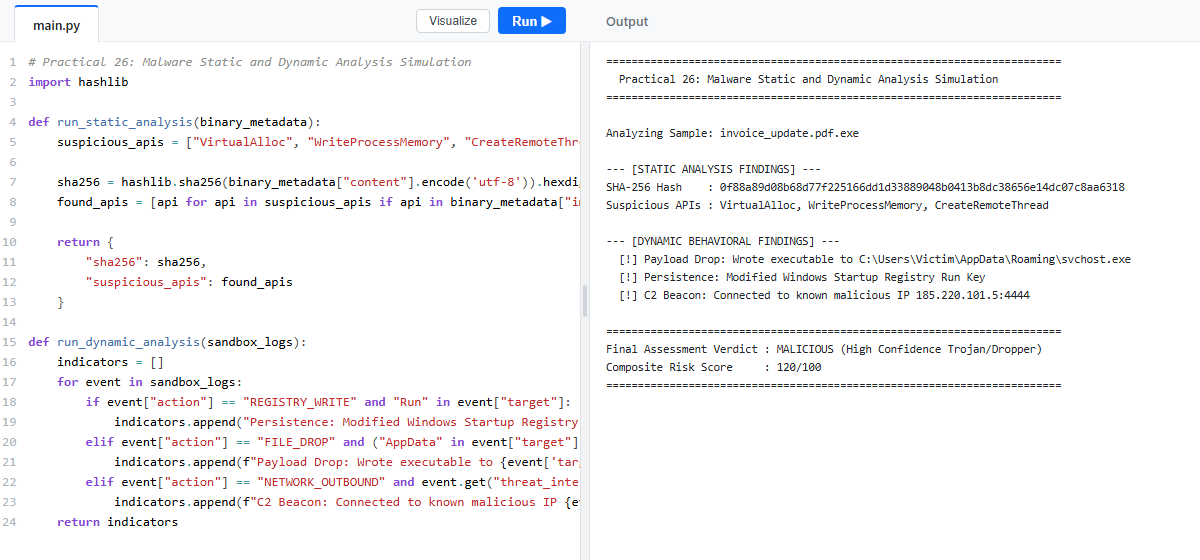 main.py
Visualize
Run
Output
1 # Practical 26: Malware Static and Dynamic Analysis Simulation
2 import hashlib
3
4 def run_static_analysis(binary_metadata):
5     suspicious_apis = ["VirtualAlloc", "WriteProcessMemory", "CreateRemoteThr
6
7     sha256 = hashlib.sha256(binary_metadata["content"].encode('utf-8')).hexdi
8     found_apis = [api for api in suspicious_apis if api in binary_metadata["i
9
10     return {
11         "sha256": sha256,
12         "suspicious_apis": found_apis
13     }
14
15 def run_dynamic_analysis(sandbox_logs):
16     indicators = []
17     for event in sandbox_logs:
18         if event["action"] == "REGISTRY_WRITE" and "Run" in event["target"]:
19             indicators.append("Persistence: Modified Windows Startup Registry
20         elif event["action"] == "FILE_DROP" and ("AppData" in event["target"]
21             indicators.append(f"Payload Drop: Wrote executable to {event['tar
22         elif event["action"] == "NETWORK_OUTBOUND" and event.get("threat_inte
23             indicators.append(f"C2 Beacon: Connected to known malicious IP {e
24     return indicators
========================================================================
  Practical 26: Malware Static and Dynamic Analysis Simulation
========================================================================
Analyzing Sample: invoice_update.pdf.exe
--- [STATIC ANALYSIS FINDINGS] ---
SHA-256 Hash    : 0f88a89d08b68d77f225166dd1d33889048b0413b8dc38656e14dc07c8aa6318
Suspicious APIs : VirtualAlloc, WriteProcessMemory, CreateRemoteThread
--- [DYNAMIC BEHAVIORAL FINDINGS] ---
  [!] Payload Drop: Wrote executable to C:\Users\Victim\AppData\Roaming\svchost.exe
  [!] Persistence: Modified Windows Startup Registry Run Key
  [!] C2 Beacon: Connected to known malicious IP 185.220.101.5:4444
========================================================================
Final Assessment Verdict : MALICIOUS (High Confidence Trojan/Dropper)
Composite Risk Score     : 120/100
========================================================================